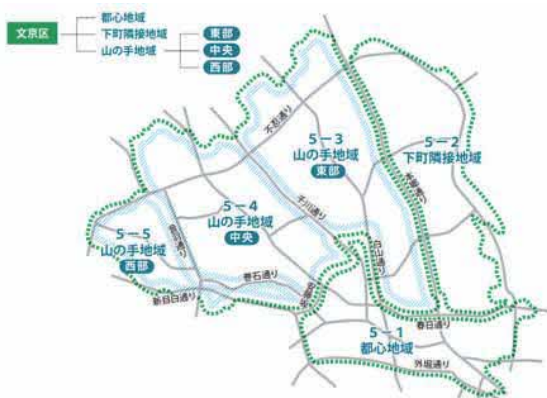 文京区
都心地域
下町隣接地域
山の手地域
東部
中央
西部
不忍通り
5-3
山の手地域
東部
5-2
下町隣接地域
本郷通り
5-4
山の手地域
中央
千川通り
白山通り
5-5
山の手地域
西部
音羽通り
巻石通り
新目白通り
春日通り
5-1
都心地域
外堀通り